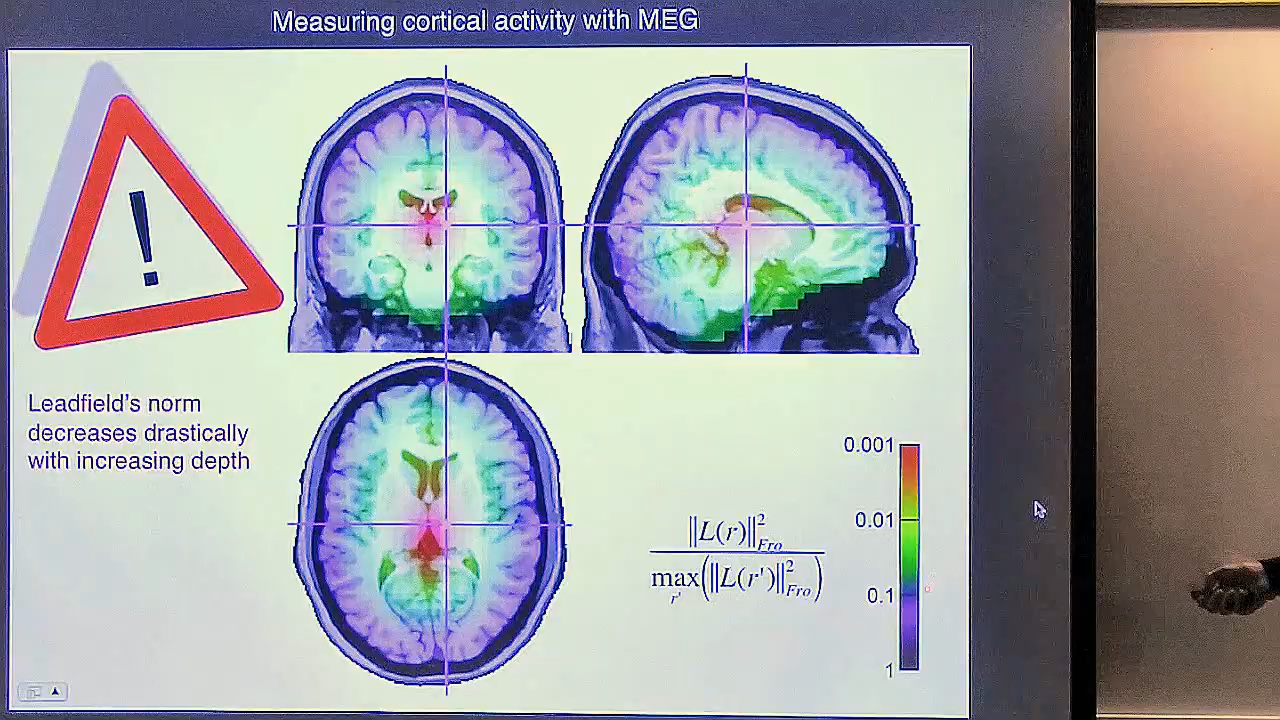 Measuring cortical activity with MEG
!
Leadfield's norm
decreases drastically
with increasing depth
‖L(r)‖²Fro
max r' (‖L(r')‖²Fro)
0.001
0.01
0.1
1